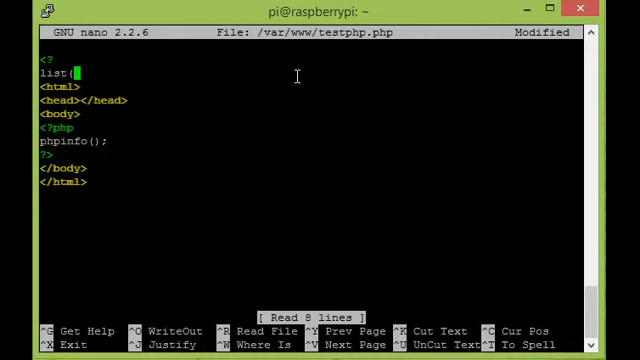 pi@raspberrypi: ~
GNU nano 2.2.6 File: /var/www/testphp.php Modified
<?
list(
<html>
<head></head>
<body>
<?php
phpinfo();
?>
</body>
</html>
[ Read 8 lines ]
^G Get Help ^O WriteOut ^R Read File ^Y Prev Page ^K Cut Text ^C Cur Pos
^X Exit ^J Justify ^W Where Is ^V Next Page ^U UnCut Text ^T To Spell